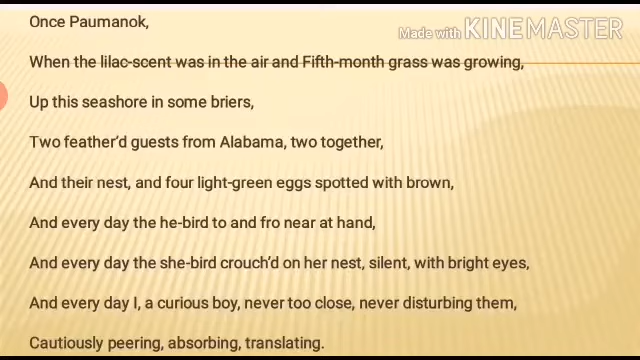 Once Paumanok,
Made with KINEMASTER
When the lilac-scent was in the air and Fifth-month grass was growing,
Up this seashore in some briers,
Two feather’d guests from Alabama, two together,
And their nest, and four light-green eggs spotted with brown,
And every day the he-bird to and fro near at hand,
And every day the she-bird crouch’d on her nest, silent, with bright eyes,
And every day I, a curious boy, never too close, never disturbing them,
Cautiously peering, absorbing, translating.